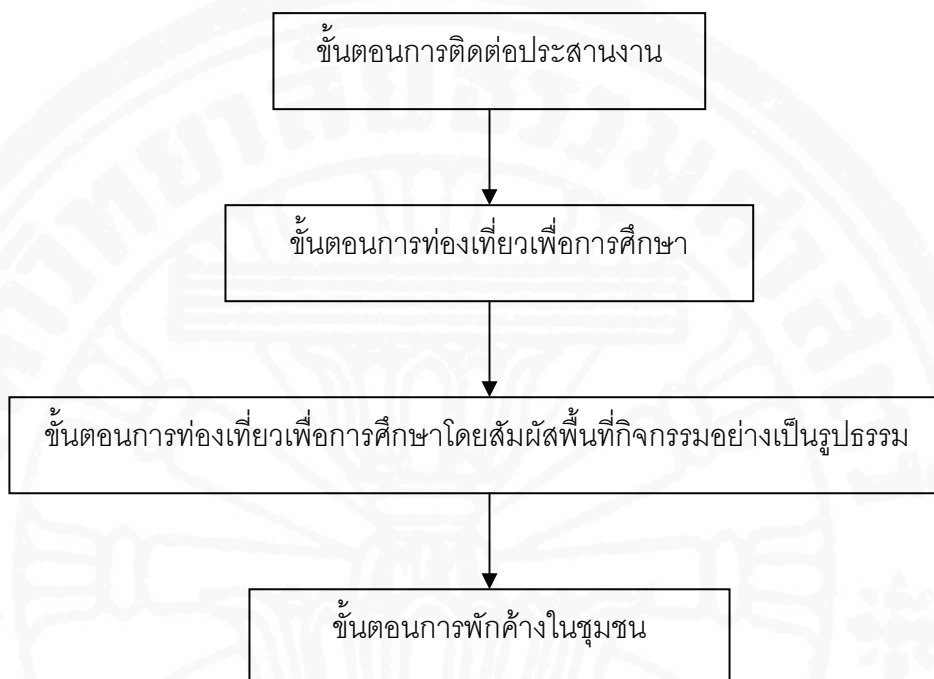 ขั้นตอนการติดต่อประสานงาน
ขั้นตอนการท่องเที่ยวเพื่อการศึกษา
ขั้นตอนการท่องเที่ยวเพื่อการศึกษาโดยสัมผัสพื้นที่กิจกรรมอย่างเป็นรูปธรรม
ขั้นตอนการพักค้างในชุมชน